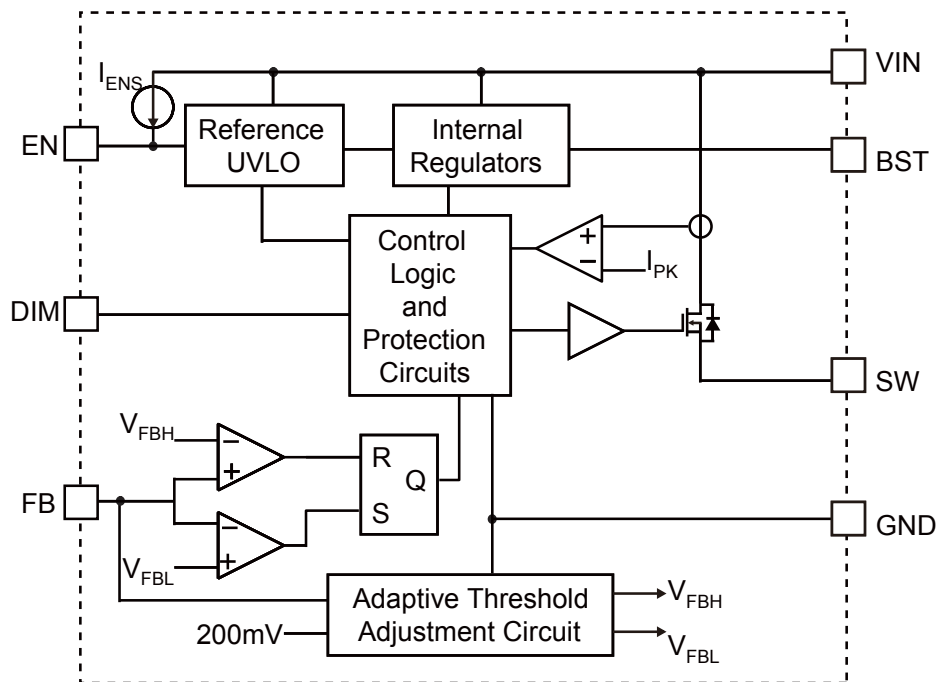 I_ENS
VIN
EN
Reference
UVLO
Internal
Regulators
BST
Control
Logic
and
Protection
Circuits
+
−
I_PK
DIM
SW
V_FBH
−
+
R
Q
S
FB
−
+
V_FBL
GND
Adaptive Threshold
Adjustment Circuit
200mV
V_FBH
V_FBL